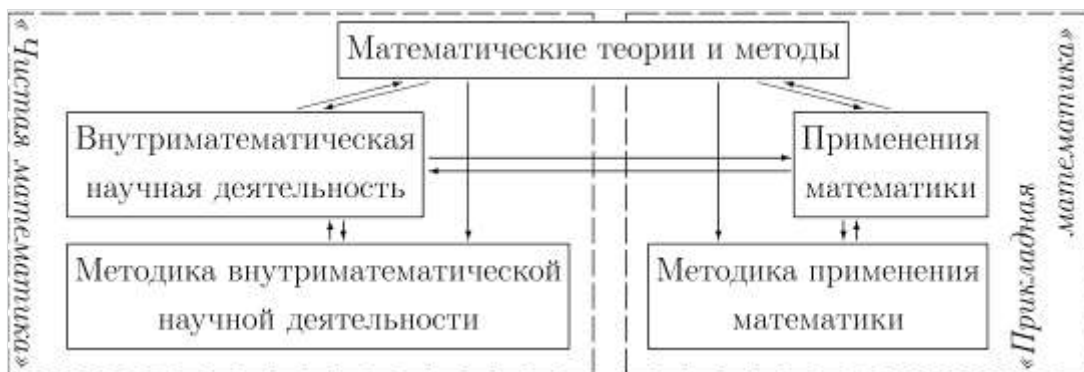 «Чистая математика»
Математические теории и методы
Внутриматематическая
научная деятельность
Применения
математики
Методика внутриматематической
научной деятельности
Методика применения
математики
«Прикладная
математика»